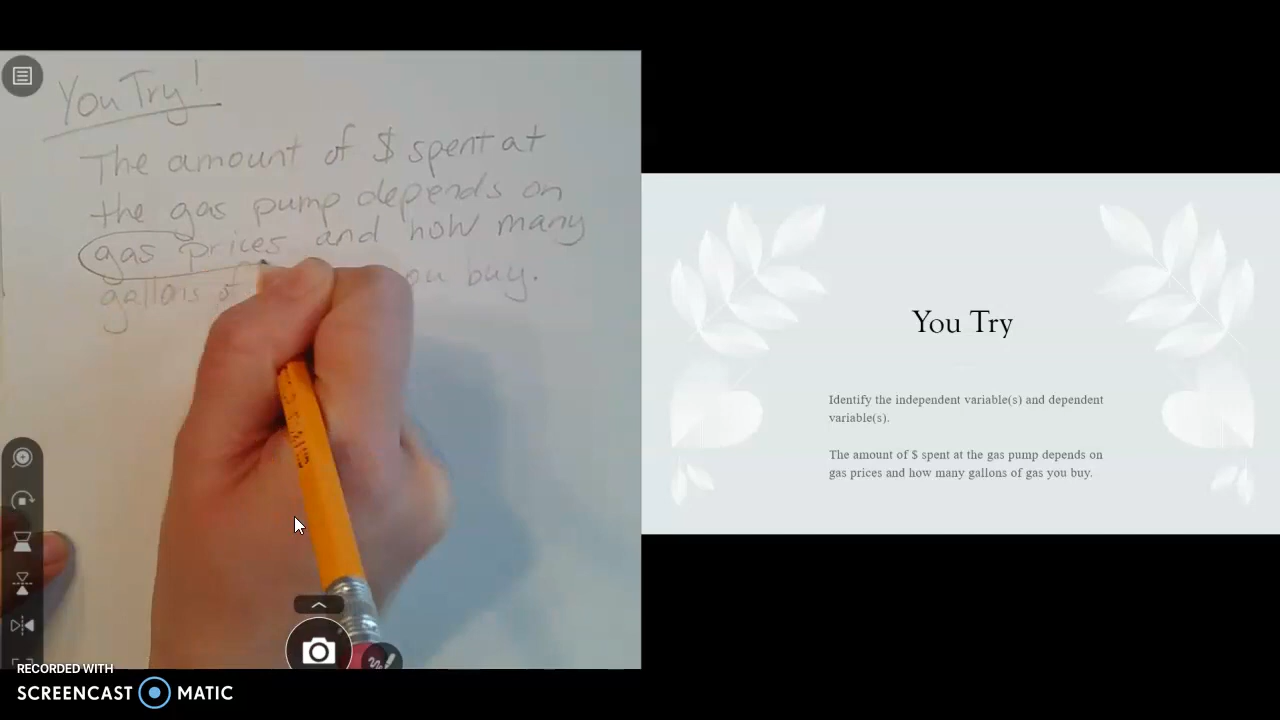 You Try!
The amount of $ spent at
the gas pump depends on
gas prices and how many
gallons of ou buy.
You Try
Identify the independent variable(s) and dependent
variable(s).
The amount of $ spent at the gas pump depends on
gas prices and how many gallons of gas you buy.
RECORDED WITH
SCREENCAST MATIC